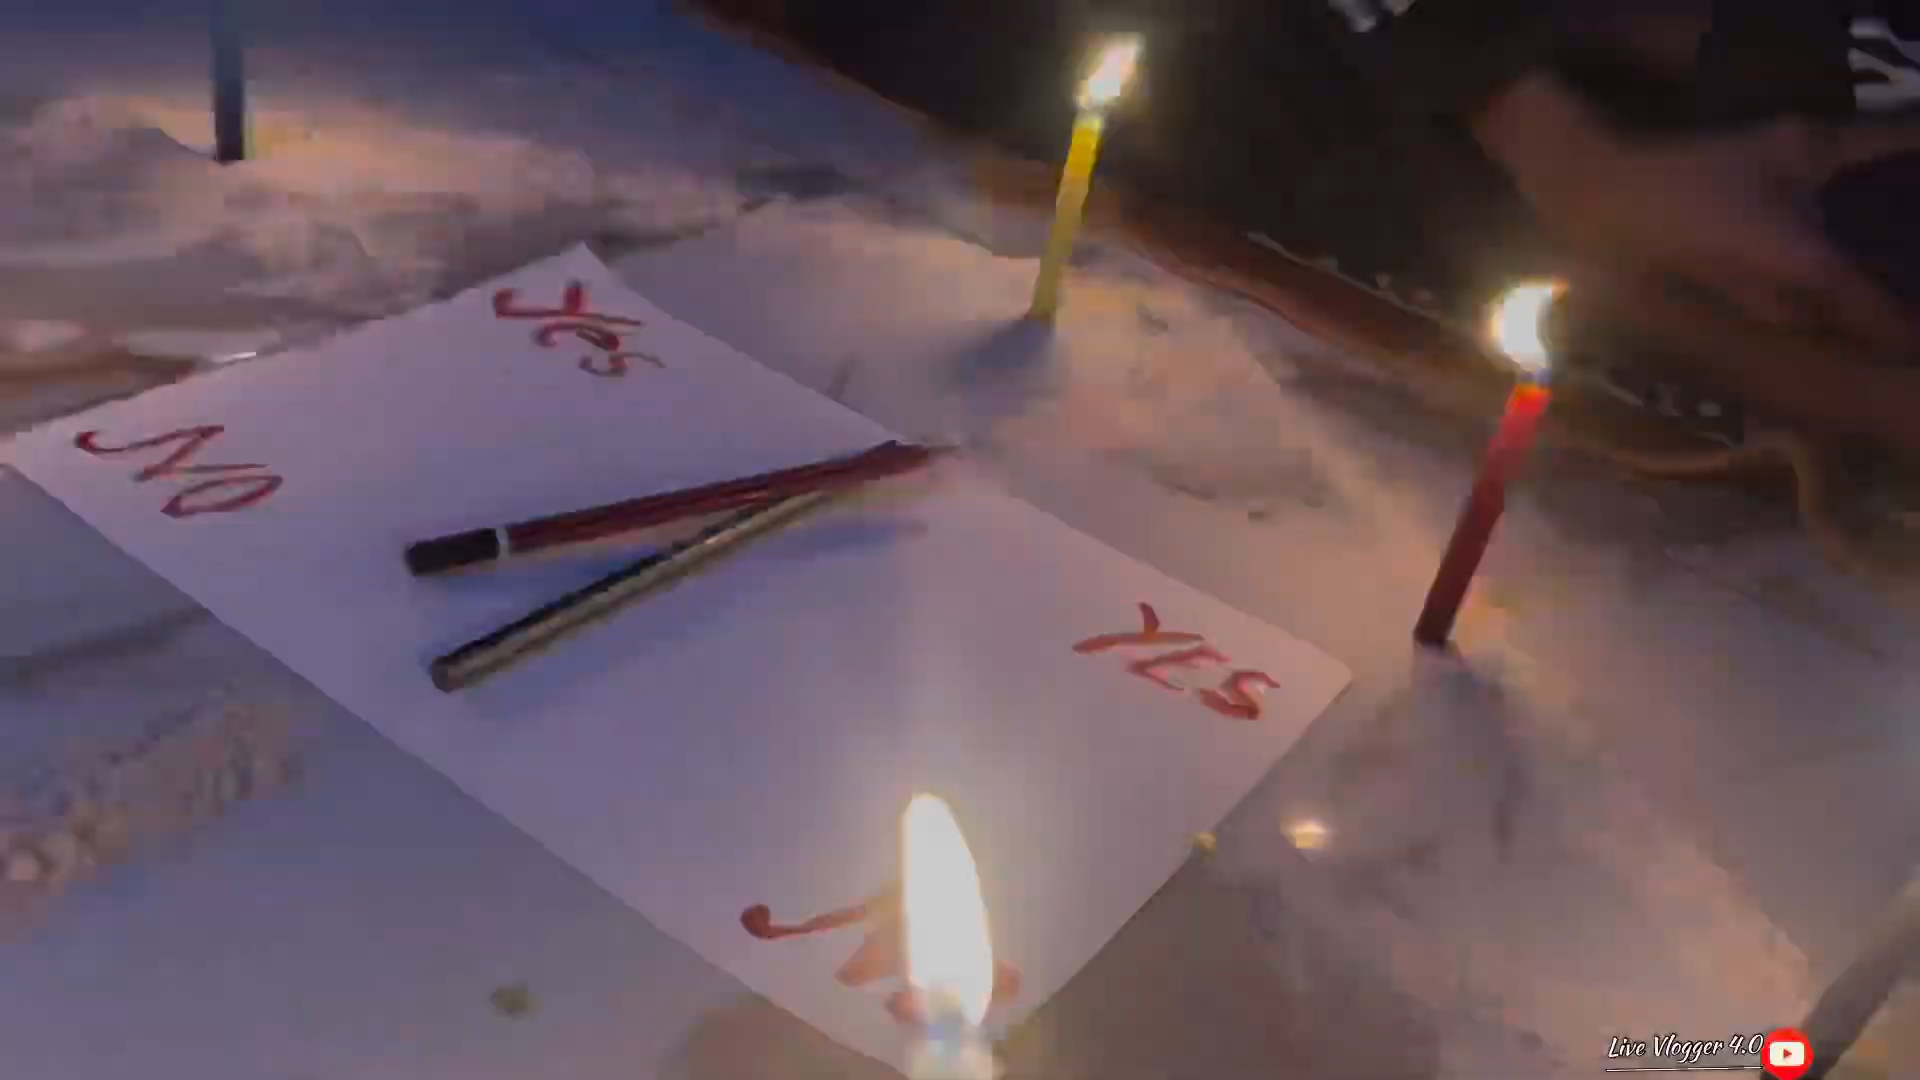 Yes
NO
YES
Live Vlogger 4.0